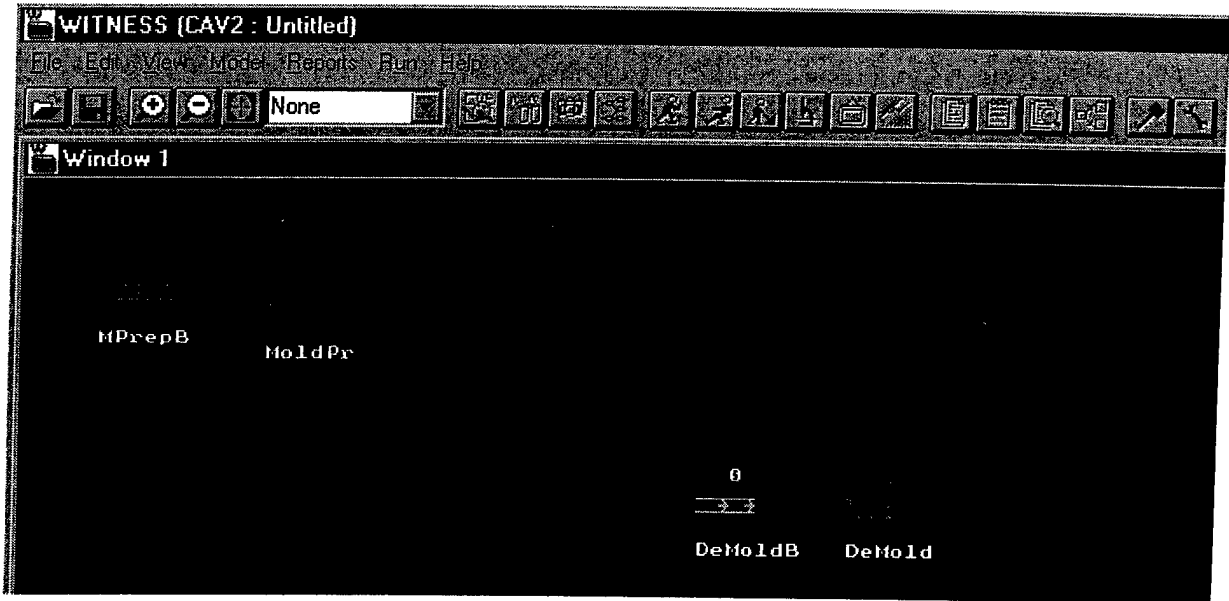 WITNESS (CAV2 : Untitled)
File Edit View Model Reports Run Help
None
Window 1
MPrepB
MoldPr
0
DeMoldB DeMold